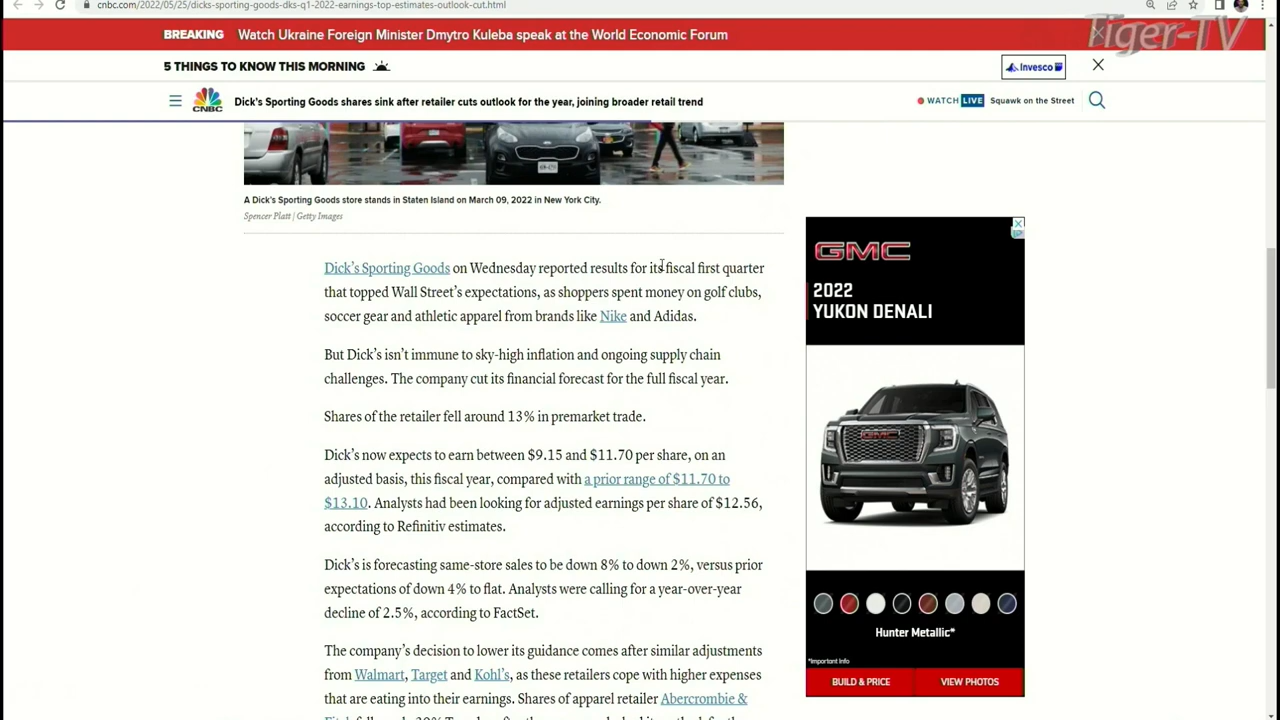 cnbc.com/2022/05/25/dicks-sporting-goods-dks-q1-2022-earnings-top-estimates-outlook-cut.html
Tiger-TV
BREAKING Watch Ukraine Foreign Minister Dmytro Kuleba speak at the World Economic Forum
5 THINGS TO KNOW THIS MORNING
Invesco
CNBC
Dick's Sporting Goods shares sink after retailer cuts outlook for the year, joining broader retail trend
WATCH LIVE Squawk on the Street
A Dick's Sporting Goods store stands in Staten Island on March 09, 2022 in New York City.
Spencer Platt | Getty Images
Dick's Sporting Goods on Wednesday reported results for its fiscal first quarter
that topped Wall Street's expectations, as shoppers spent money on golf clubs,
soccer gear and athletic apparel from brands like Nike and Adidas.
But Dick's isn't immune to sky-high inflation and ongoing supply chain
challenges. The company cut its financial forecast for the full fiscal year.
Shares of the retailer fell around 13% in premarket trade.
Dick's now expects to earn between $9.15 and $11.70 per share, on an
adjusted basis, this fiscal year, compared with a prior range of $11.70 to
$13.10. Analysts had been looking for adjusted earnings per share of $12.56,
according to Refinitiv estimates.
Dick's is forecasting same-store sales to be down 8% to down 2%, versus prior
expectations of down 4% to flat. Analysts were calling for a year-over-year
decline of 2.5%, according to FactSet.
The company's decision to lower its guidance comes after similar adjustments
from Walmart, Target and Kohl's, as these retailers cope with higher expenses
that are eating into their earnings. Shares of apparel retailer Abercrombie &
GMC
2022
YUKON DENALI
GMC
Hunter Metallic*
*Important Info
BUILD & PRICE
VIEW PHOTOS